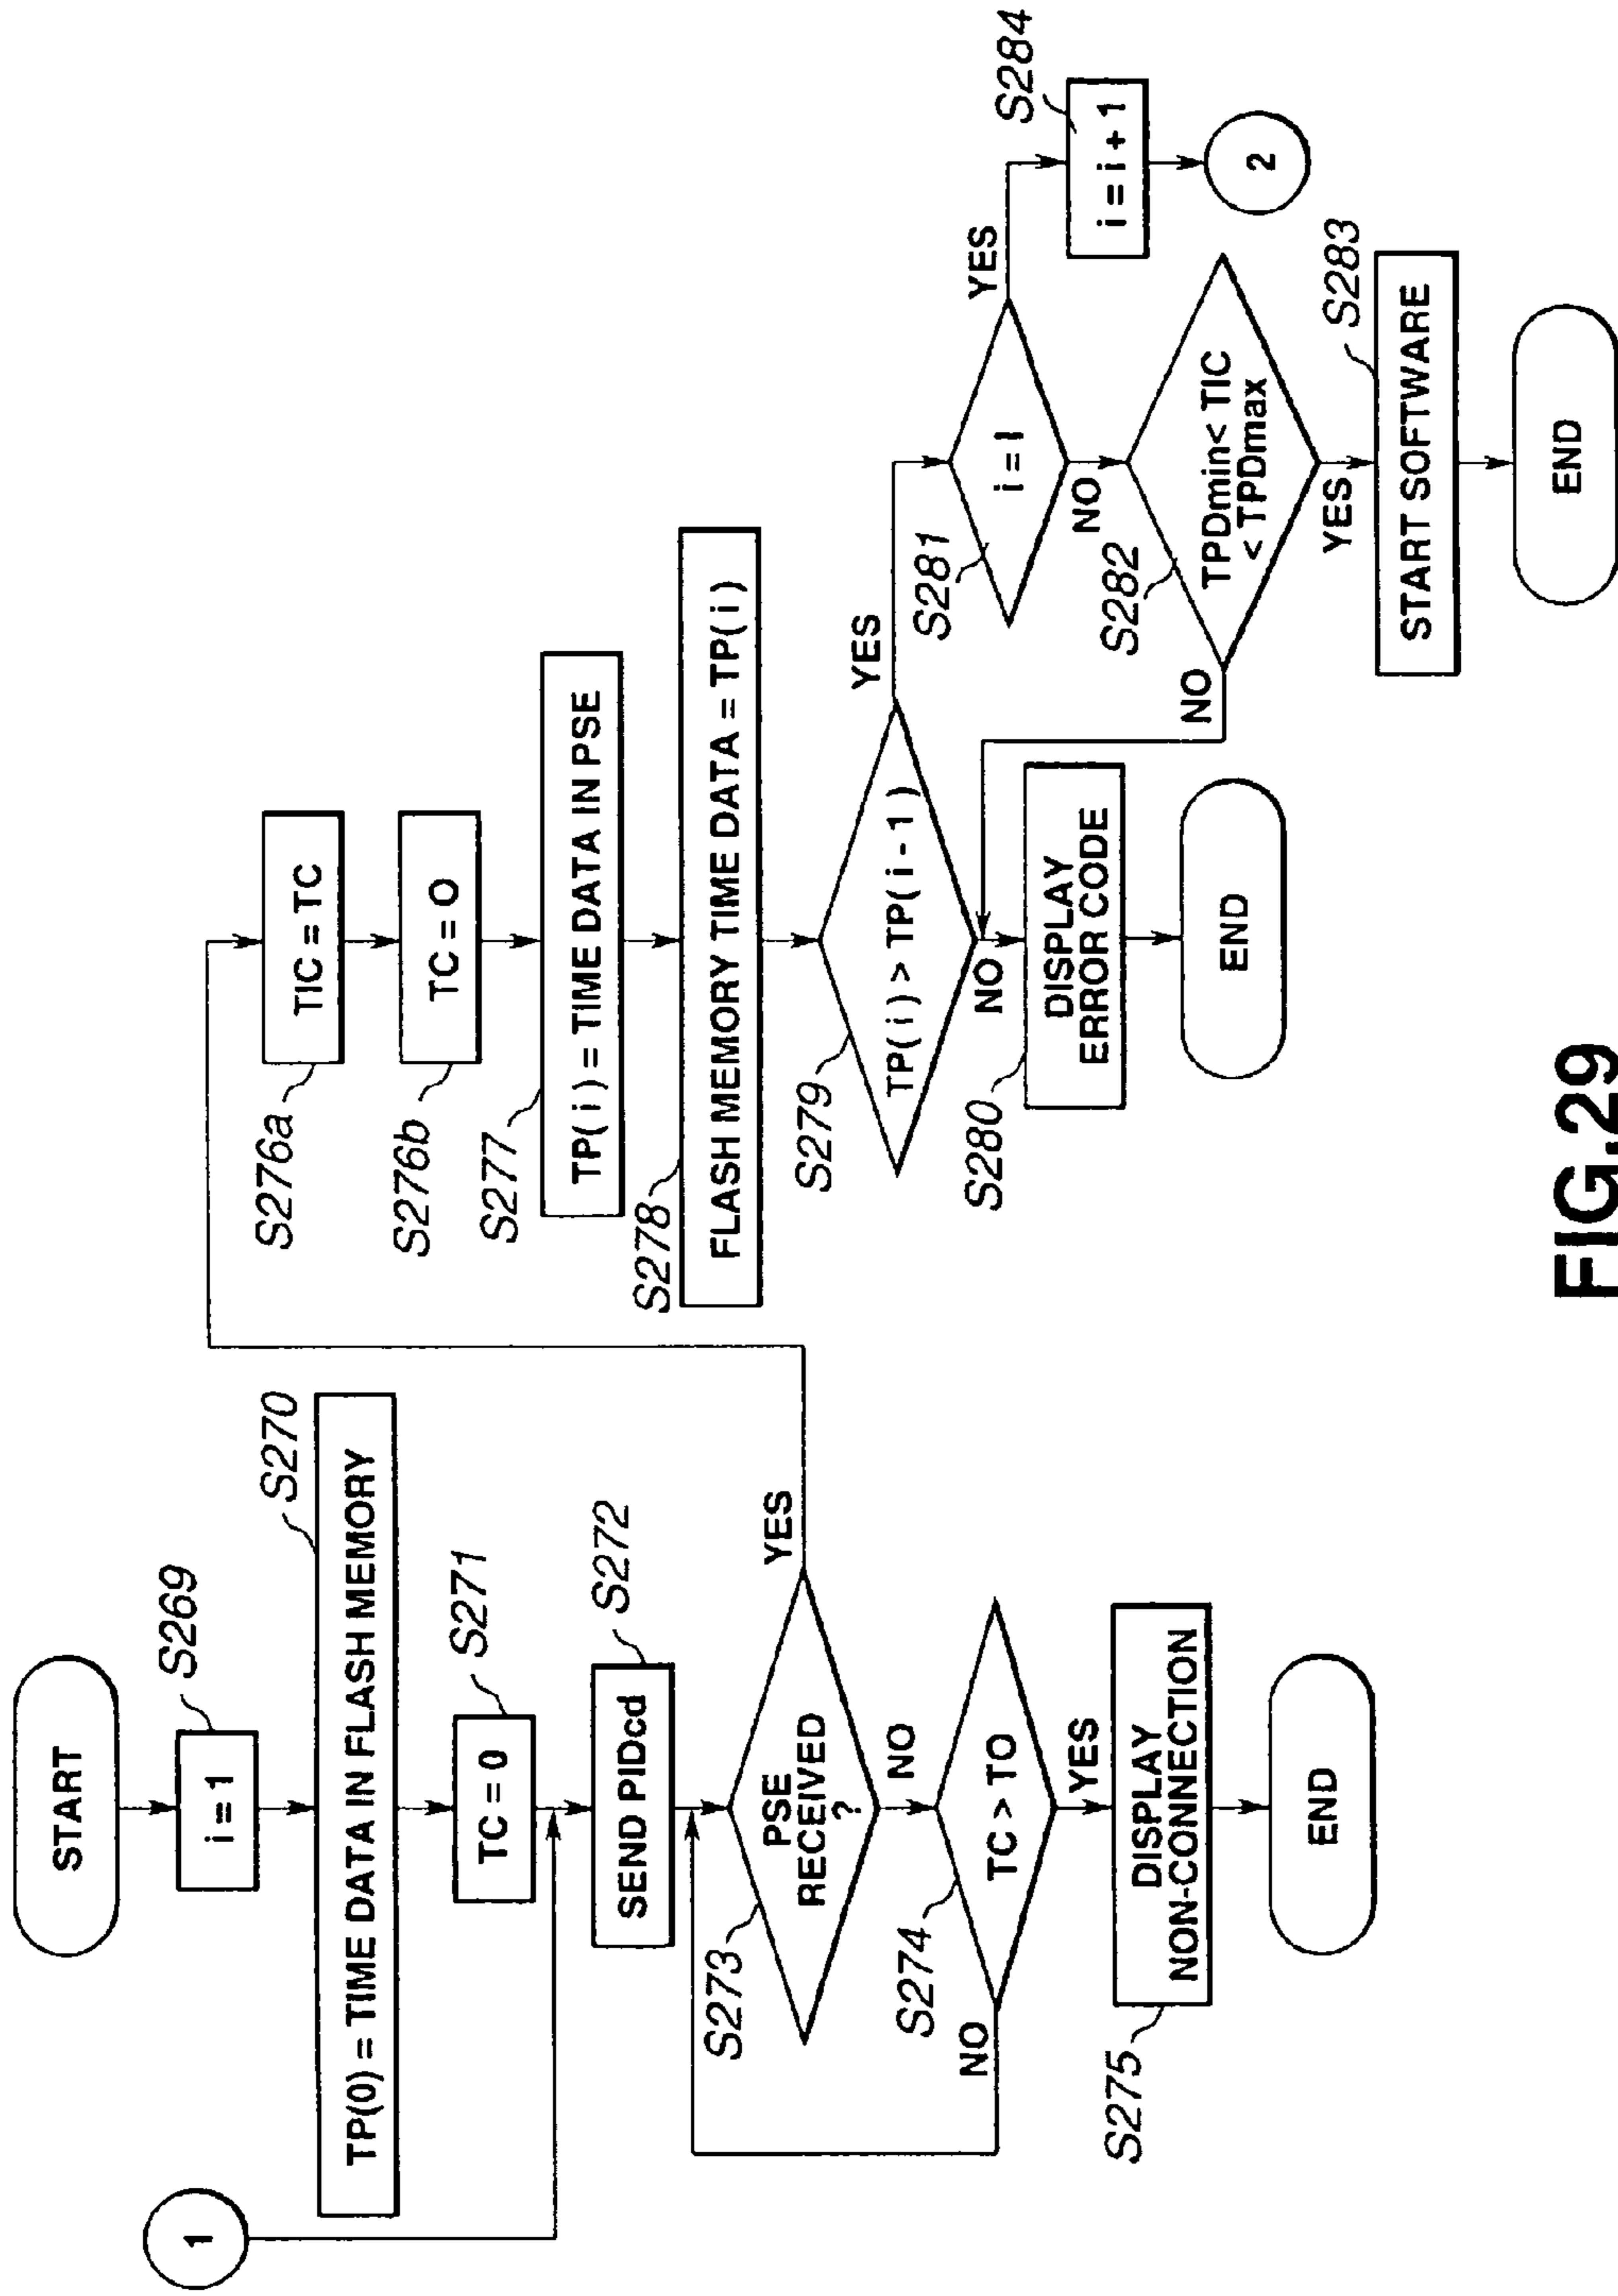 START
i = 1
S269
TP(0) = TIME DATA IN FLASH MEMORY
S270
1
TC = 0
S271
SEND PIDcd
S272
PSE
RECEIVED
?
S273
YES
NO
TC > TO
S274
NO
YES
DISPLAY
NON-CONNECTION
S275
END
TIC = TC
S276a
TC = O
S276b
TP( i ) = TIME DATA IN PSE
S277
FLASH MEMORY TIME DATA = TP( i )
S278
TP( i ) > TP( i - 1 )
S279
YES
NO
DISPLAY
ERROR CODE
S280
END
i = I
S281
YES
NO
i = i + 1
S284
2
TPDmin< TIC
< TPDmax
S282
NO
YES
START SOFTWARE
S283
END
FIG.29